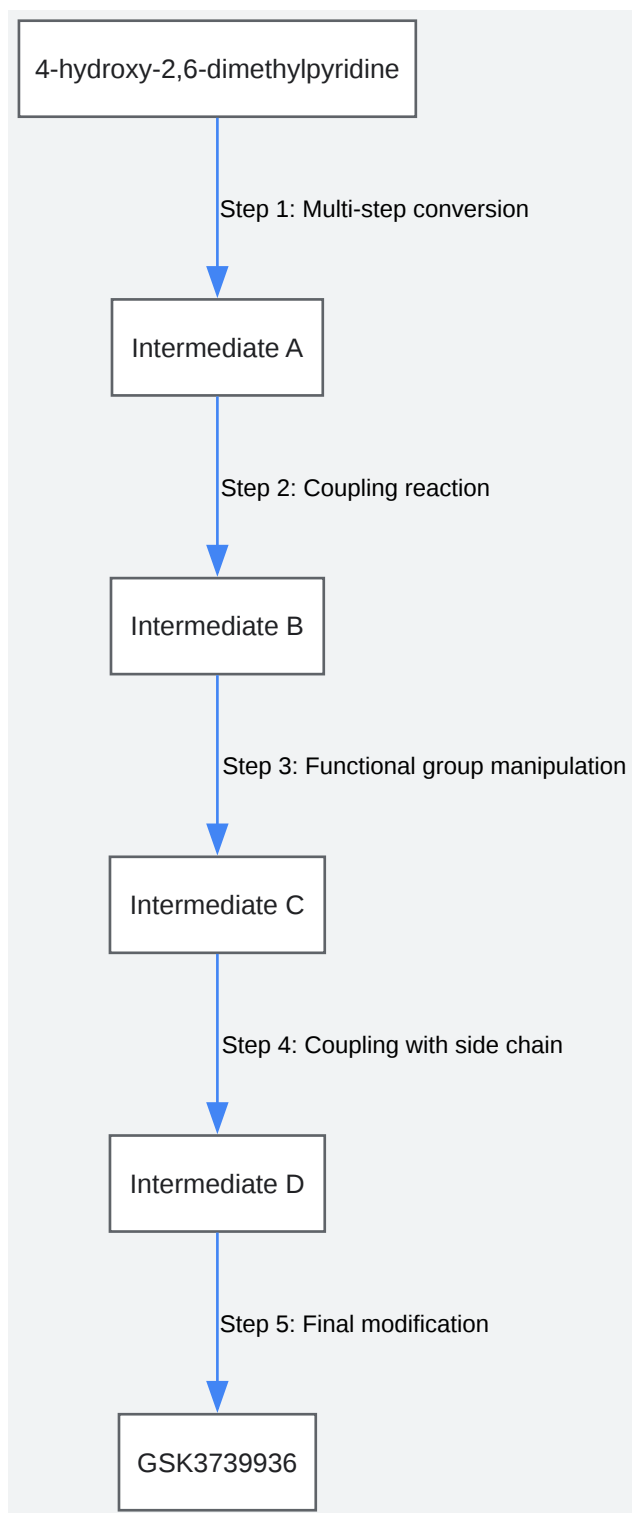 4-hydroxy-2,6-dimethylpyridine
Step 1: Multi-step conversion
Intermediate A
Step 2: Coupling reaction
Intermediate B
Step 3: Functional group manipulation
Intermediate C
Step 4: Coupling with side chain
Intermediate D
Step 5: Final modification
GSK3739936